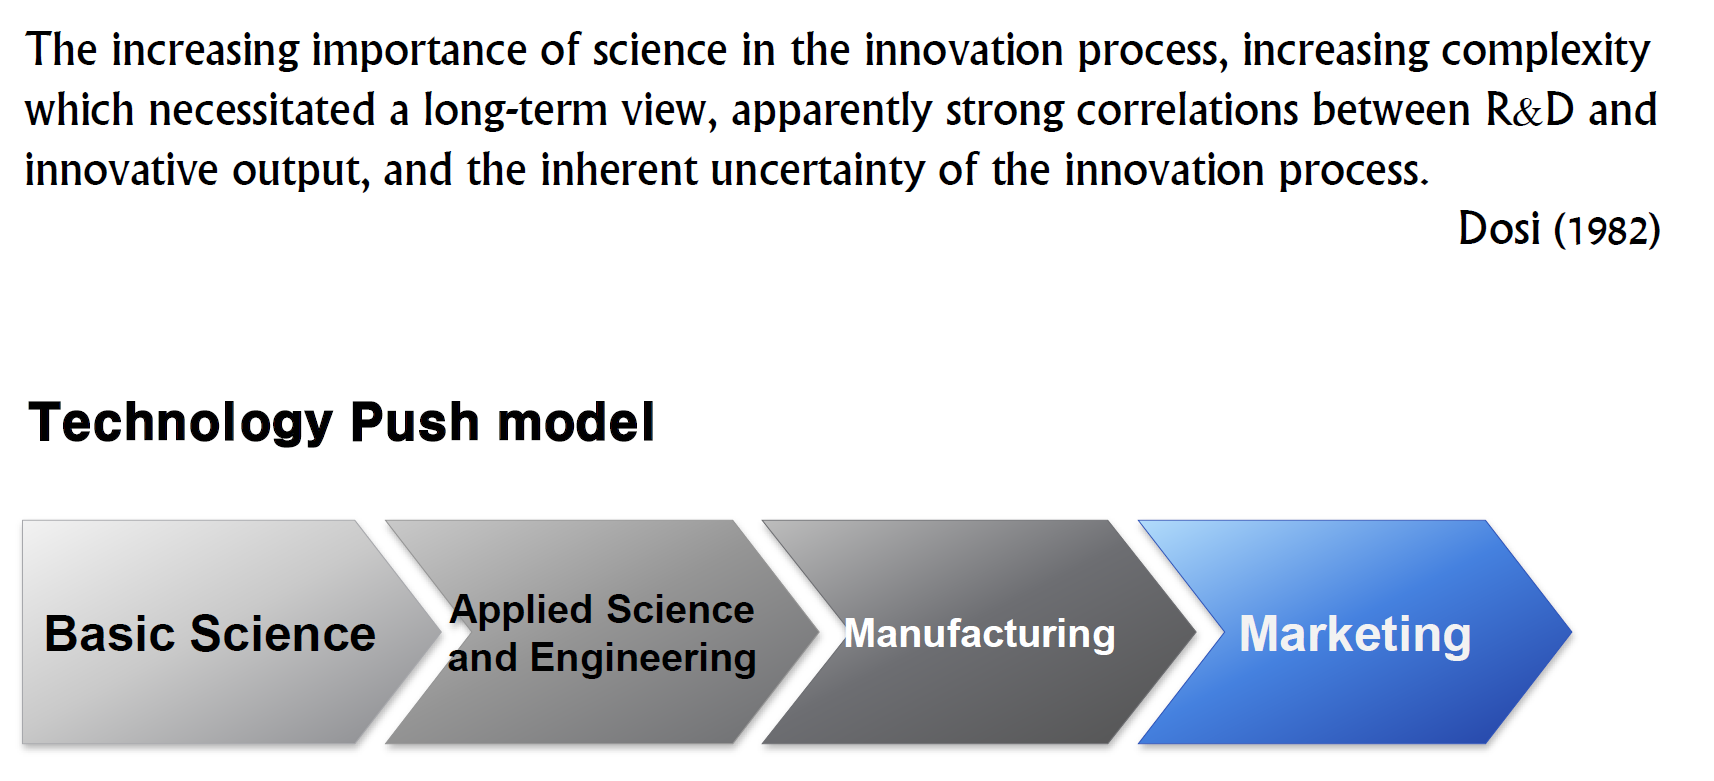 The increasing importance of science in the innovation process, increasing complexity
which necessitated a long-term view, apparently strong correlations between R&D and
innovative output, and the inherent uncertainty of the innovation process.
Dosi (1982)
Technology Push model
Basic Science
Applied Science
and Engineering
Manufacturing
Marketing